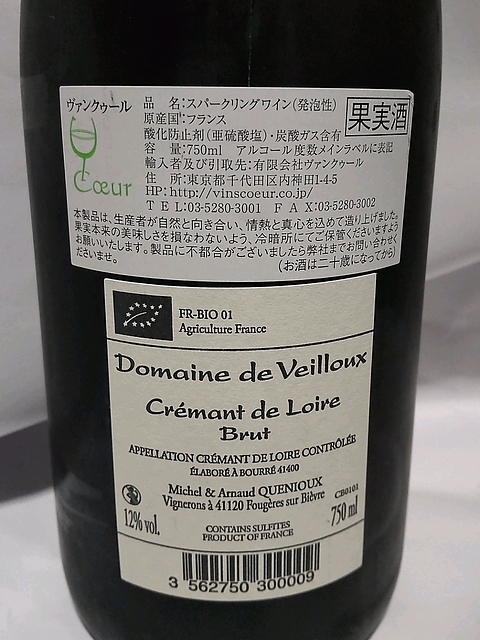 ヴァンクゥール
Cœur
品　名:スパークリングワイン(発泡性)
果実酒
原産国:フランス
酸化防止剤(亜硫酸塩)・炭酸ガス含有
容　量:750ml　アルコール度数メインラベルに表記
輸入者及び引取先:有限会社ヴァンクゥール
住　所:東京都千代田区内神田1-4-5
HP:http://vinscoeur.co.jp/
TEL:03-5280-3001　FAX:03-5280-3002
本製品は、生産者が自然と向き合い、情熱と真心を込めて造り上げました。
果実本来の美味しさを損なわないよう、冷暗所にてご保管くださいますよう
お願いいたします。製品に不都合がございましたら弊社までお問い合わせく
ださいませ。
(お酒は二十歳になってから)
FR-BIO 01
Agriculture France
Domaine de Veilloux
Crémant de Loire
Brut
APPELLATION CRÉMANT DE LOIRE CONTRÔLÉE
ÉLABORÉ À BOURRÉ 41400
Michel & Arnaud QUENIOUX
Vignerons à 41120 Fougères sur Bièvre
CB0101
12% vol.
750 ml
CONTAINS SULFITES
PRODUCT OF FRANCE
3 562750 300009